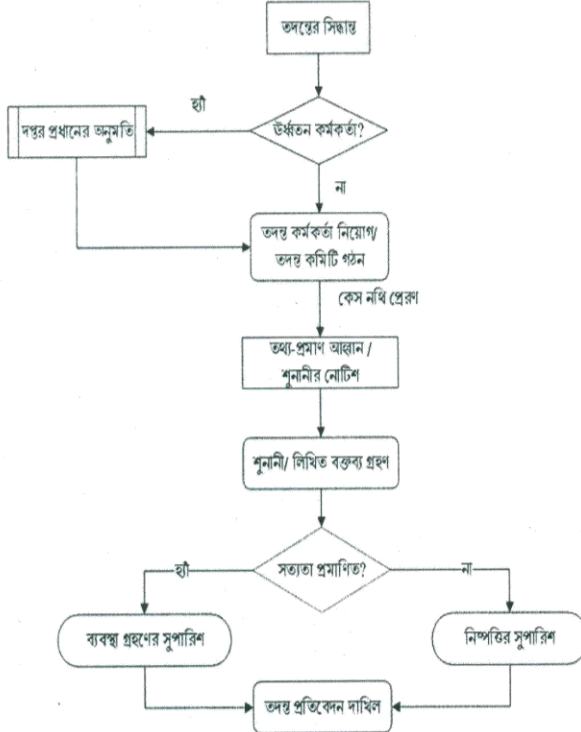 তদন্তের সিদ্ধান্ত
হ্যাঁ
দপ্তর প্রধানের অনুমতি
উর্ধ্বতন কর্মকর্তা?
না
তদন্ত কর্মকর্তা নিয়োগ/
তদন্ত কমিটি গঠন
কেস নথি প্রেরণ
তথ্য-প্রমাণ আহ্বান /
শুনানীর নোটিশ
শুনানী/ লিখিত বক্তব্য গ্রহণ
হ্যাঁ
সত্যতা প্রমাণিত?
না
ব্যবস্থা গ্রহণের সুপারিশ
নিষ্পত্তির সুপারিশ
তদন্ত প্রতিবেদন দাখিল